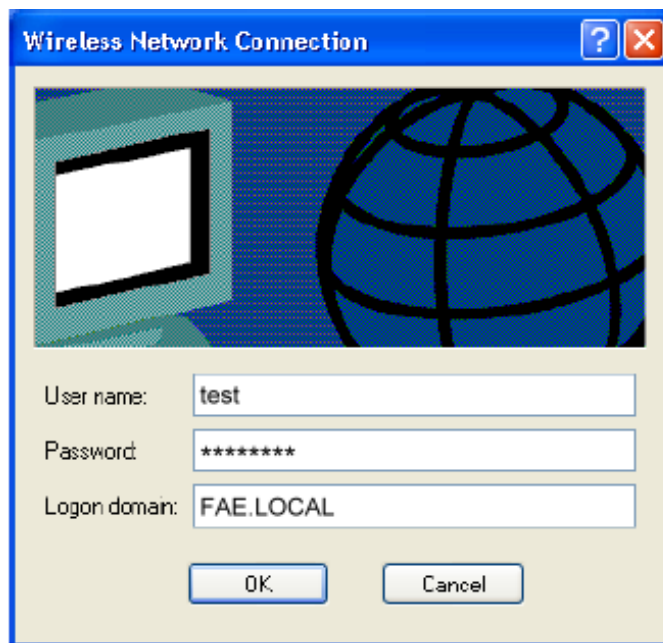 Wireless Network Connection
User name: test
Password: ********
Logon domain: FAE.LOCAL
OK Cancel